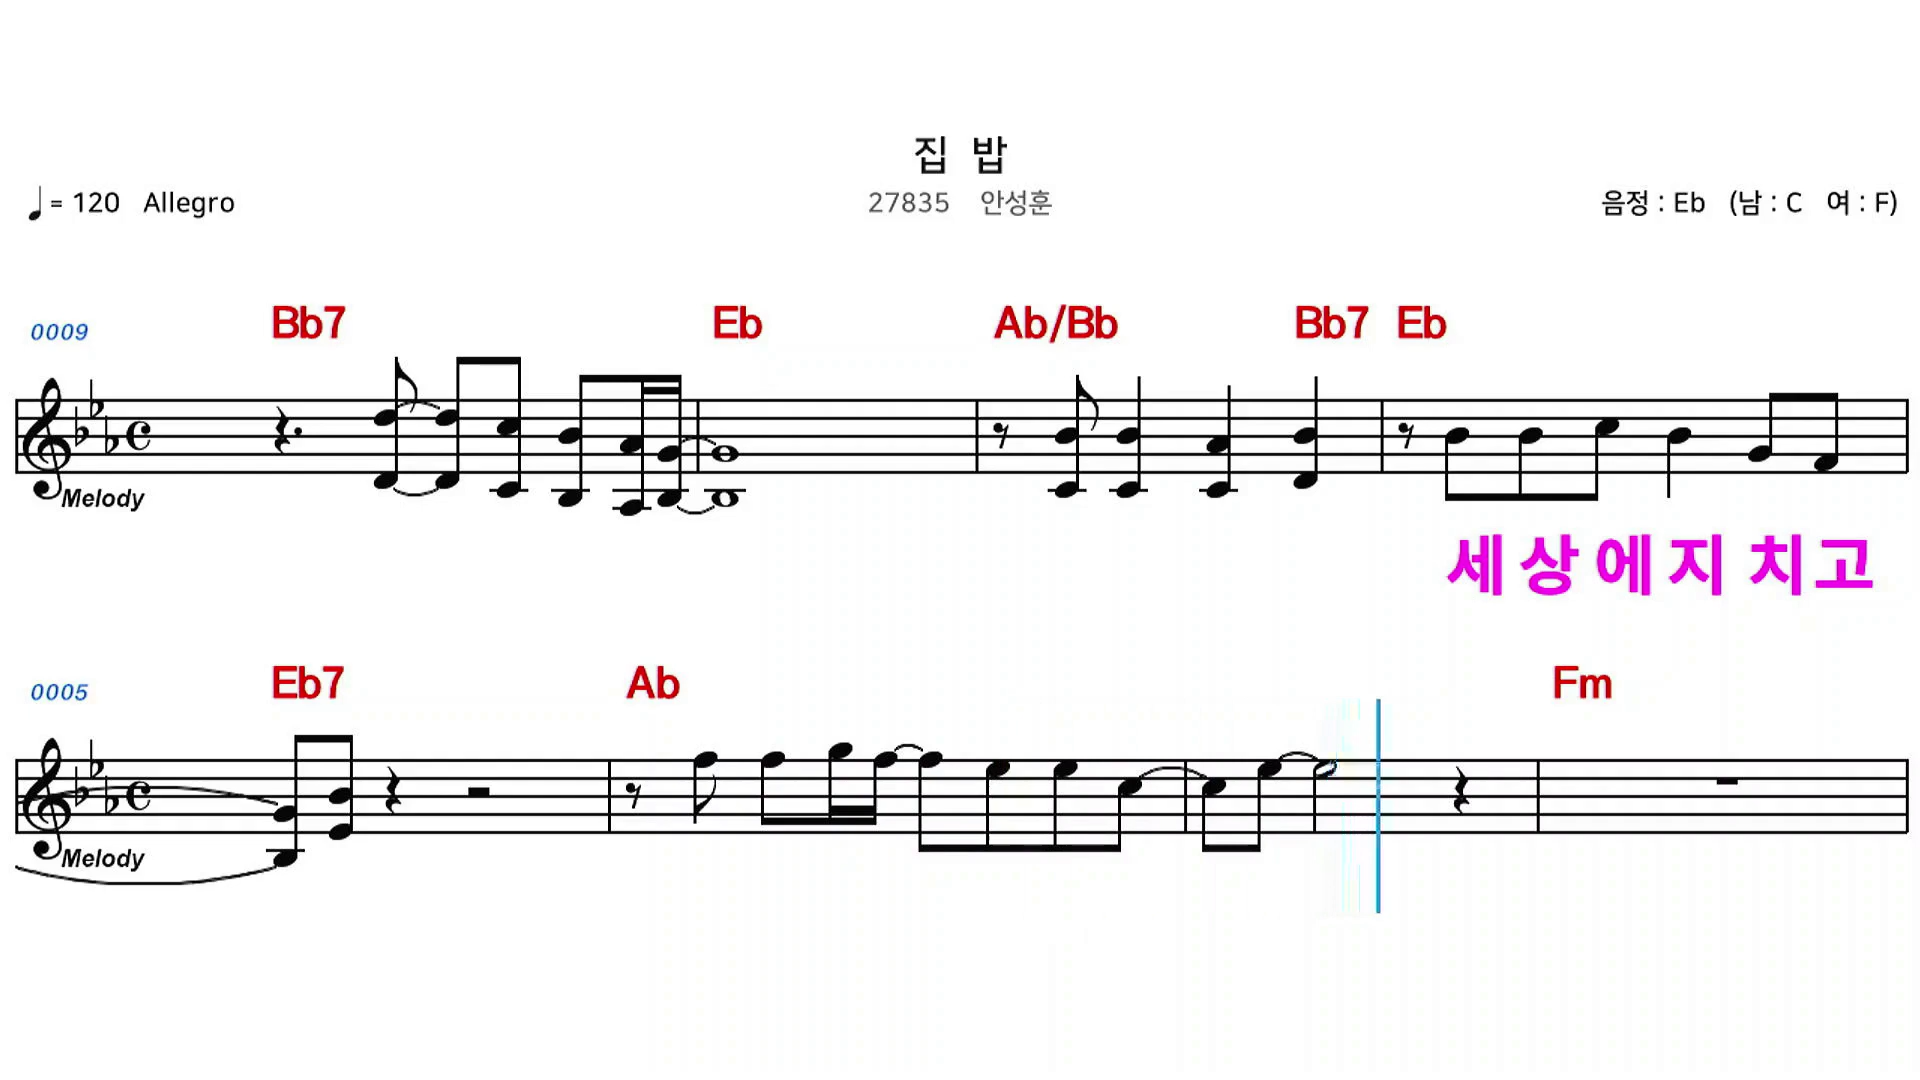 집 밥
♩= 120 Allegro 27835 안성훈 음정 : Eb (남 : C 여 : F)
0009 Bb7 Eb Ab/Bb Bb7 Eb
Melody
세 상 에 지 치 고
0005 Eb7 Ab Fm
Melody